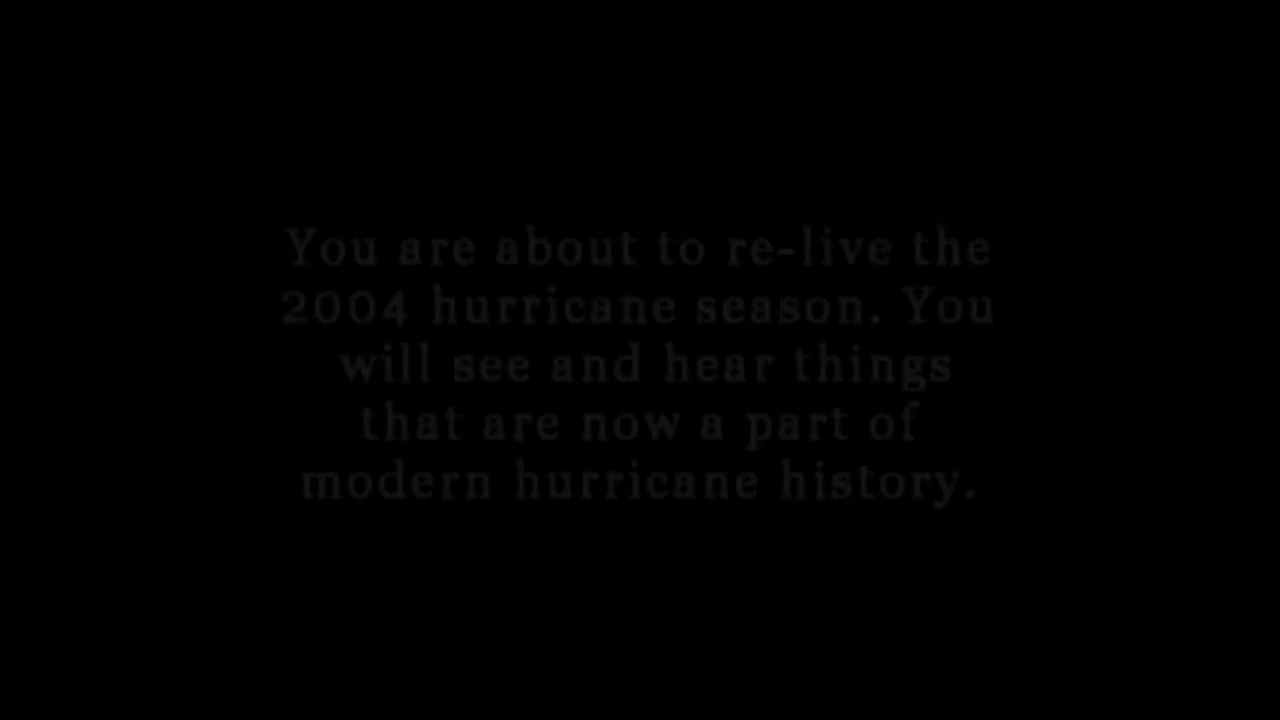 You are about to re-live the
2004 hurricane season. You
will see and hear things
that are now a part of
modern hurricane history.